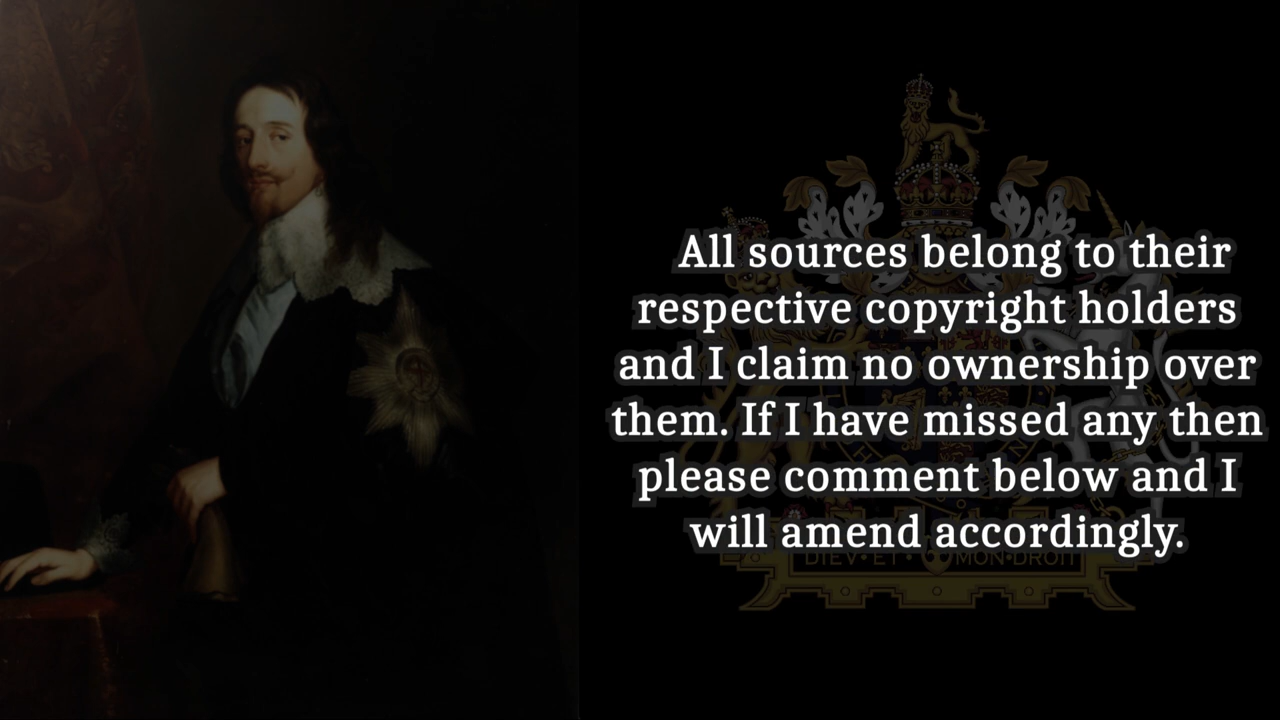 All sources belong to their
respective copyright holders
and I claim no ownership over
them. If I have missed any then
please comment below and I
will amend accordingly.
DIEV·ET MON·DROIT